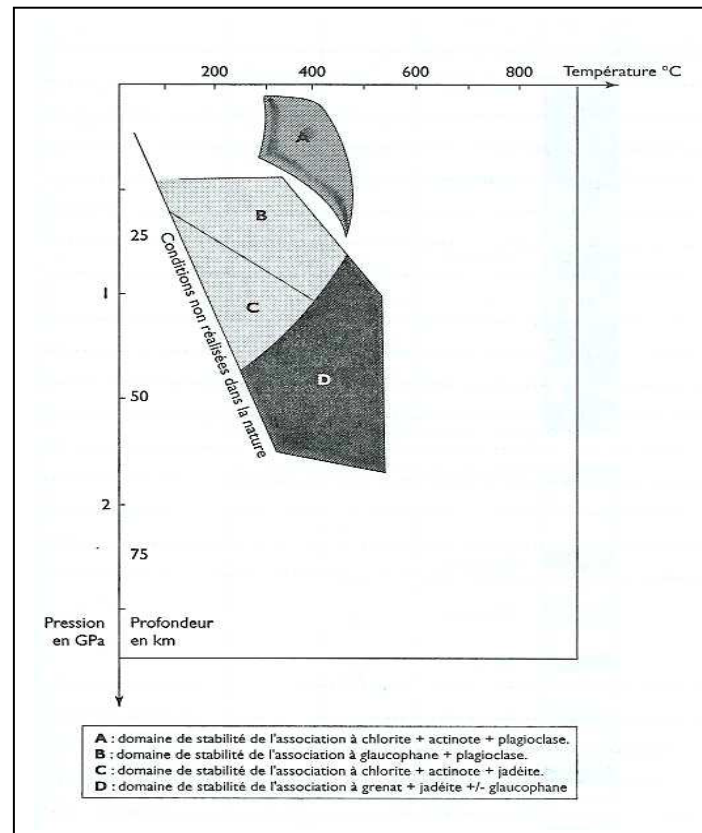 200 400 600 800 Température °C
A
B
25
Conditions non réalisées dans la nature
1
C
D
50
2
75
Pression en GPa
Profondeur en km
A : domaine de stabilité de l'association à chlorite + actinote + plagioclase.
B : domaine de stabilité de l'association à glaucophane + plagioclase.
C : domaine de stabilité de l'association à chlorite + actinote + jadéite.
D : domaine de stabilité de l'association à grenat + jadéite +/- glaucophane